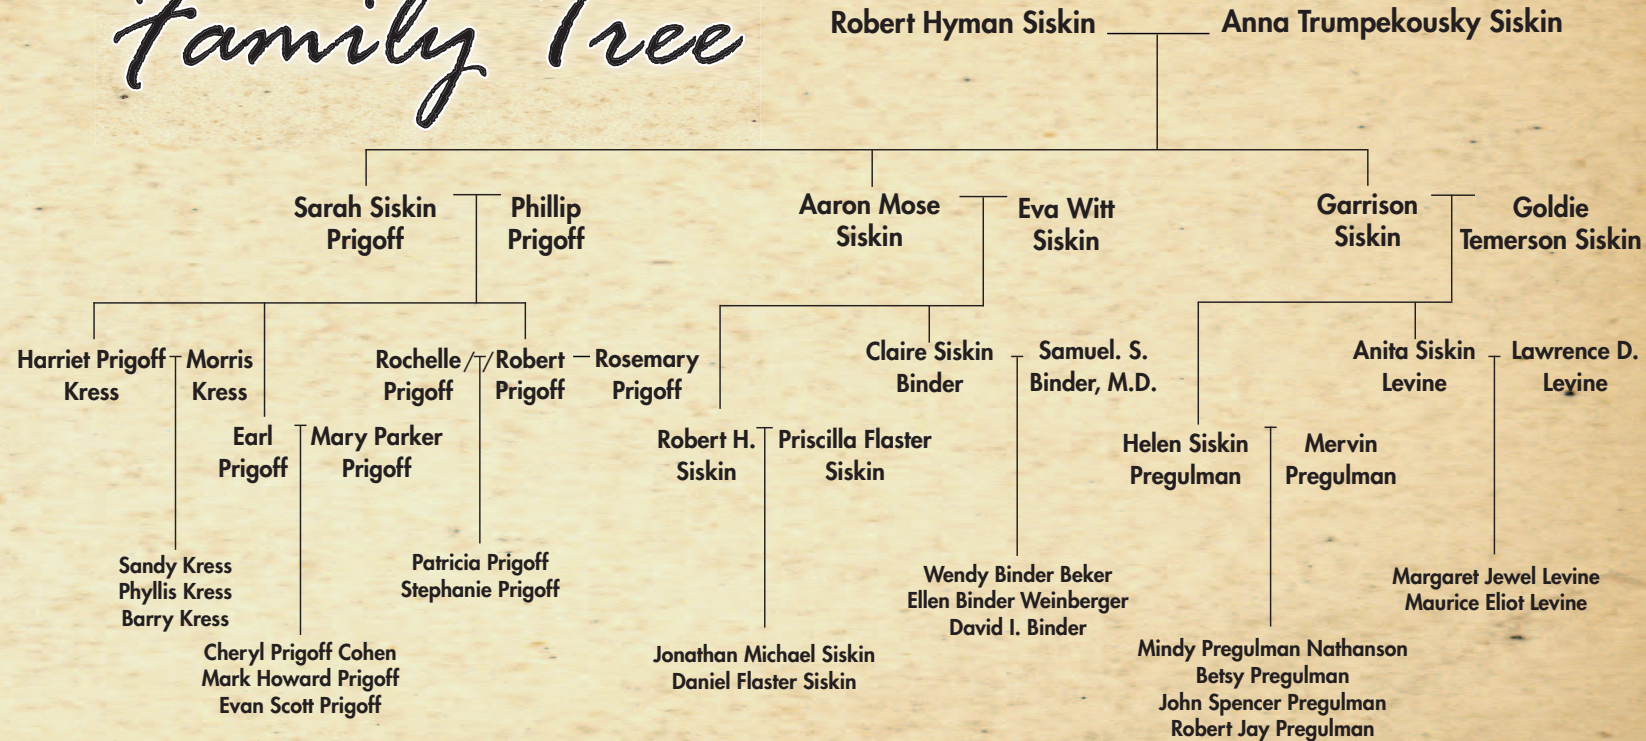 Family Tree
Robert Hyman Siskin
Anna Trumpekousky Siskin
Sarah Siskin
Prigoff
Phillip
Prigoff
Aaron Mose
Siskin
Eva Witt
Siskin
Garrison
Siskin
Goldie
Temerson Siskin
Harriet Prigoff
Kress
Morris
Kress
Rochelle
Prigoff
Robert
Prigoff
Rosemary
Prigoff
Claire Siskin
Binder
Samuel. S.
Binder, M.D.
Anita Siskin
Levine
Lawrence D.
Levine
Earl
Prigoff
Mary Parker
Prigoff
Robert H.
Siskin
Priscilla Flaster
Siskin
Helen Siskin
Pregulman
Mervin
Pregulman
Sandy Kress
Phyllis Kress
Barry Kress
Patricia Prigoff
Stephanie Prigoff
Wendy Binder Beker
Ellen Binder Weinberger
David I. Binder
Margaret Jewel Levine
Maurice Eliot Levine
Cheryl Prigoff Cohen
Mark Howard Prigoff
Evan Scott Prigoff
Jonathan Michael Siskin
Daniel Flaster Siskin
Mindy Pregulman Nathanson
Betsy Pregulman
John Spencer Pregulman
Robert Jay Pregulman